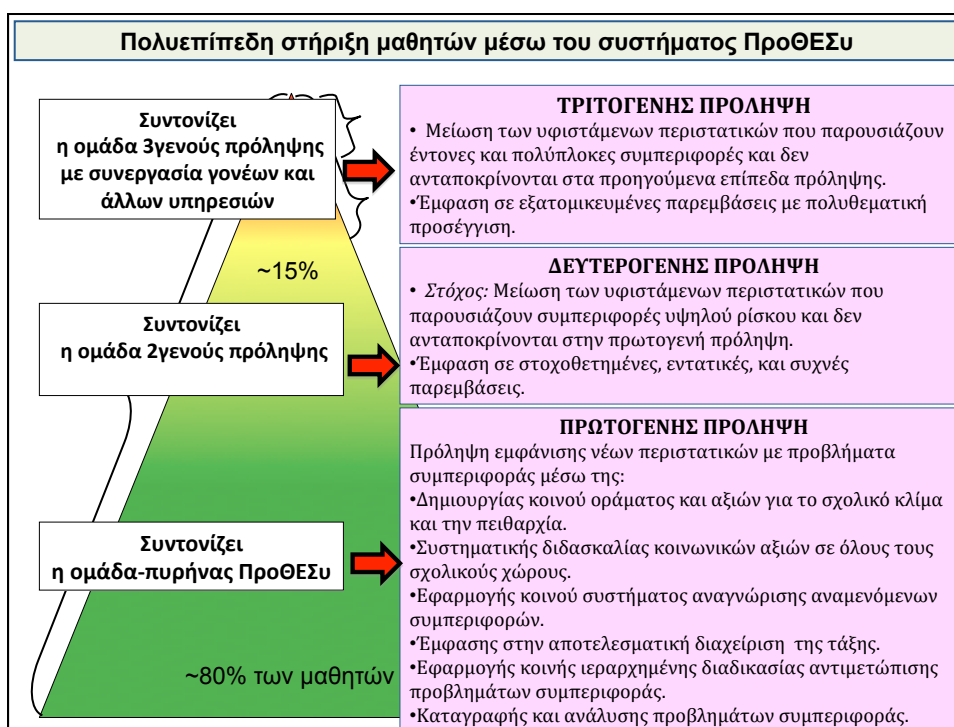 Πολυεπίπεδη στήριξη μαθητών μέσω του συστήματος ΠροΘΕΣυ
Συντονίζει
η ομάδα 3γενούς πρόληψης
με συνεργασία γονέων και
άλλων υπηρεσιών
ΤΡΙΤΟΓΕΝΗΣ ΠΡΟΛΗΨΗ
• Μείωση των υφιστάμενων περιστατικών που παρουσιάζουν
έντονες και πολύπλοκες συμπεριφορές και δεν
ανταποκρίνονται στα προηγούμενα επίπεδα πρόληψης.
•Έμφαση σε εξατομικευμένες παρεμβάσεις με πολυθεματική
προσέγγιση.
~15%
Συντονίζει
η ομάδα 2γενούς πρόληψης
ΔΕΥΤΕΡΟΓΕΝΗΣ ΠΡΟΛΗΨΗ
• Στόχος: Μείωση των υφιστάμενων περιστατικών που
παρουσιάζουν συμπεριφορές υψηλού ρίσκου και δεν
ανταποκρίνονται στην πρωτογενή πρόληψη.
•Έμφαση σε στοχοθετημένες, εντατικές, και συχνές
παρεμβάσεις.
Συντονίζει
η ομάδα-πυρήνας ΠροΘΕΣυ
ΠΡΩΤΟΓΕΝΗΣ ΠΡΟΛΗΨΗ
Πρόληψη εμφάνισης νέων περιστατικών με προβλήματα
συμπεριφοράς μέσω της:
•Δημιουργίας κοινού οράματος και αξιών για το σχολικό κλίμα
και την πειθαρχία.
•Συστηματικής διδασκαλίας κοινωνικών αξιών σε όλους τους
σχολικούς χώρους.
•Εφαρμογής κοινού συστήματος αναγνώρισης αναμενόμενων
συμπεριφορών.
•Έμφασης στην αποτελεσματική διαχείριση της τάξης.
•Εφαρμογής κοινής ιεραρχημένης διαδικασίας αντιμετώπισης
προβλημάτων συμπεριφοράς.
•Καταγραφής και ανάλυσης προβλημάτων συμπεριφοράς.
~80% των μαθητών